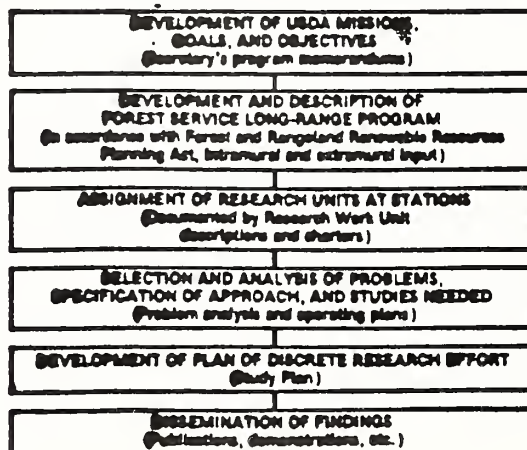 DEVELOPMENT OF USDA MISSIONS,
GOALS, AND OBJECTIVES
(Secretary's program memorandums)
DEVELOPMENT AND DESCRIPTION OF
FOREST SERVICE LONG-RANGE PROGRAM
(In accordance with Forest and Rangeland Renewable Resources
Planning Act, intramural and extramural input)
ASSIGNMENT OF RESEARCH UNITS AT STATIONS
(Documented by Research Work Unit
descriptions and charters)
SELECTION AND ANALYSIS OF PROBLEMS,
SPECIFICATION OF APPROACH, AND STUDIES NEEDED
(Problem analysis and operating plans)
DEVELOPMENT OF PLAN OF DISCRETE RESEARCH EFFORT
(Study Plan)
DISSEMINATION OF FINDINGS
(Publications, demonstrations, etc.)